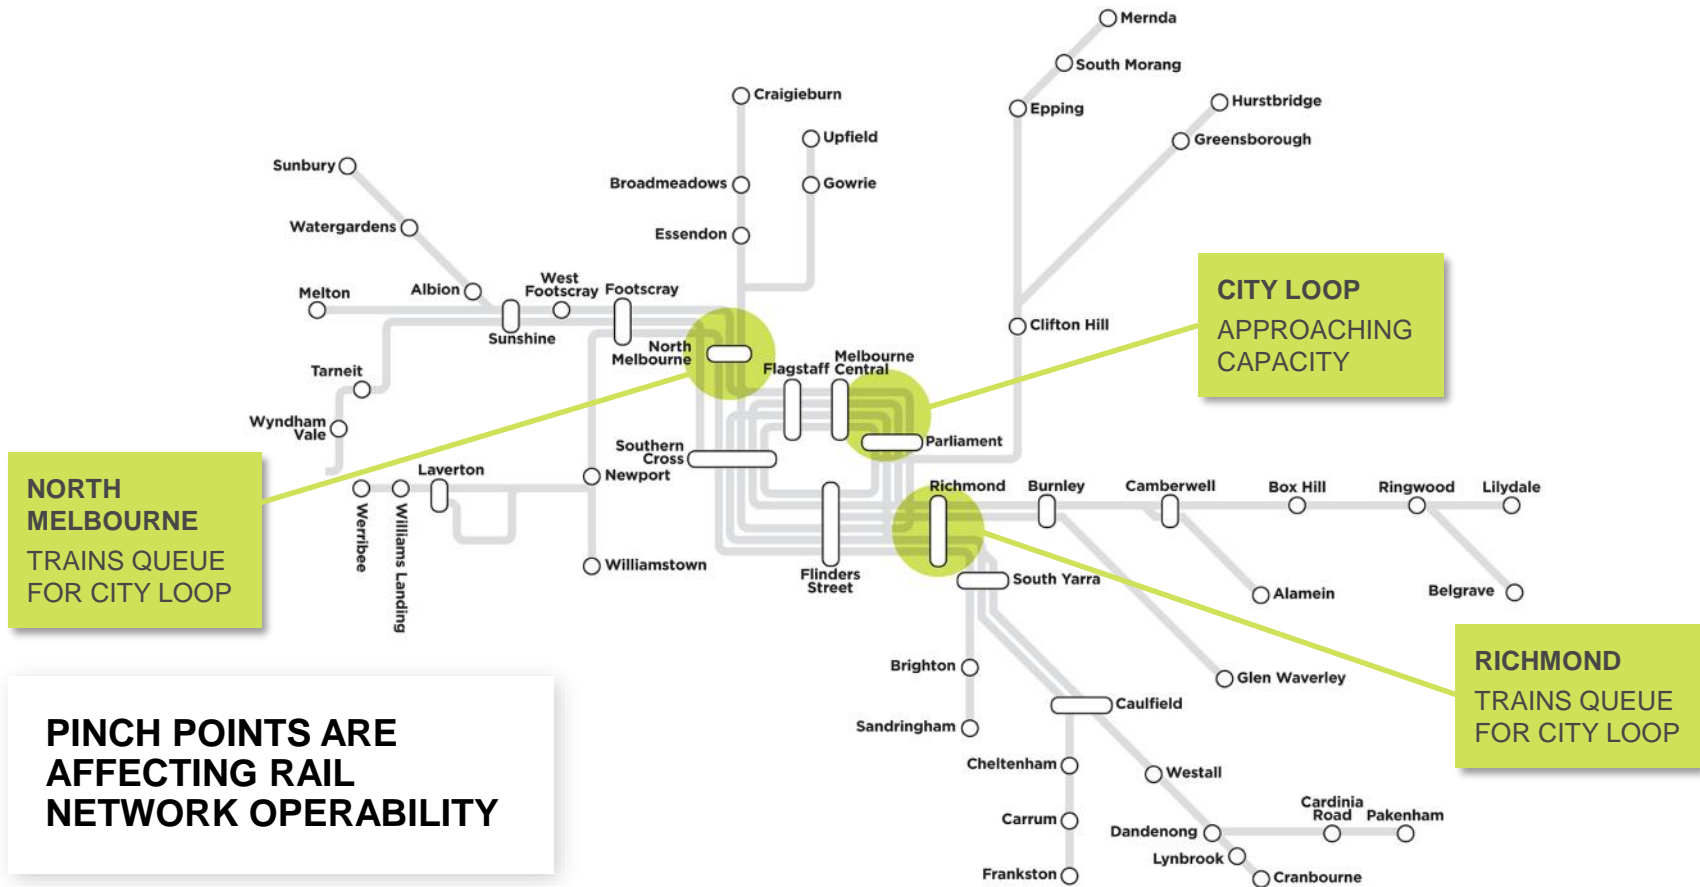 Mernda
South Morang
Craigieburn
Epping
Hurstbridge
Upfield
Greensborough
Sunbury
Broadmeadows
Gowrie
Watergardens
Essendon
CITY LOOP
APPROACHING
CAPACITY
Melton
Albion
West
Footscray
Footscray
Sunshine
Clifton Hill
North
Melbourne
Flagstaff
Melbourne
Central
Tarneit
Wyndham
Vale
Southern
Cross
Parliament
NORTH
MELBOURNE
TRAINS QUEUE
FOR CITY LOOP
Laverton
Newport
Richmond
Burnley
Camberwell
Box Hill
Ringwood
Lilydale
Werribee
Williams Landing
Williamstown
Flinders
Street
South Yarra
Alamein
Belgrave
Brighton
Glen Waverley
RICHMOND
TRAINS QUEUE
FOR CITY LOOP
Caulfield
Sandringham
PINCH POINTS ARE
AFFECTING RAIL
NETWORK OPERABILITY
Cheltenham
Westall
Carrum
Dandenong
Cardinia
Road
Pakenham
Lynbrook
Frankston
Cranbourne